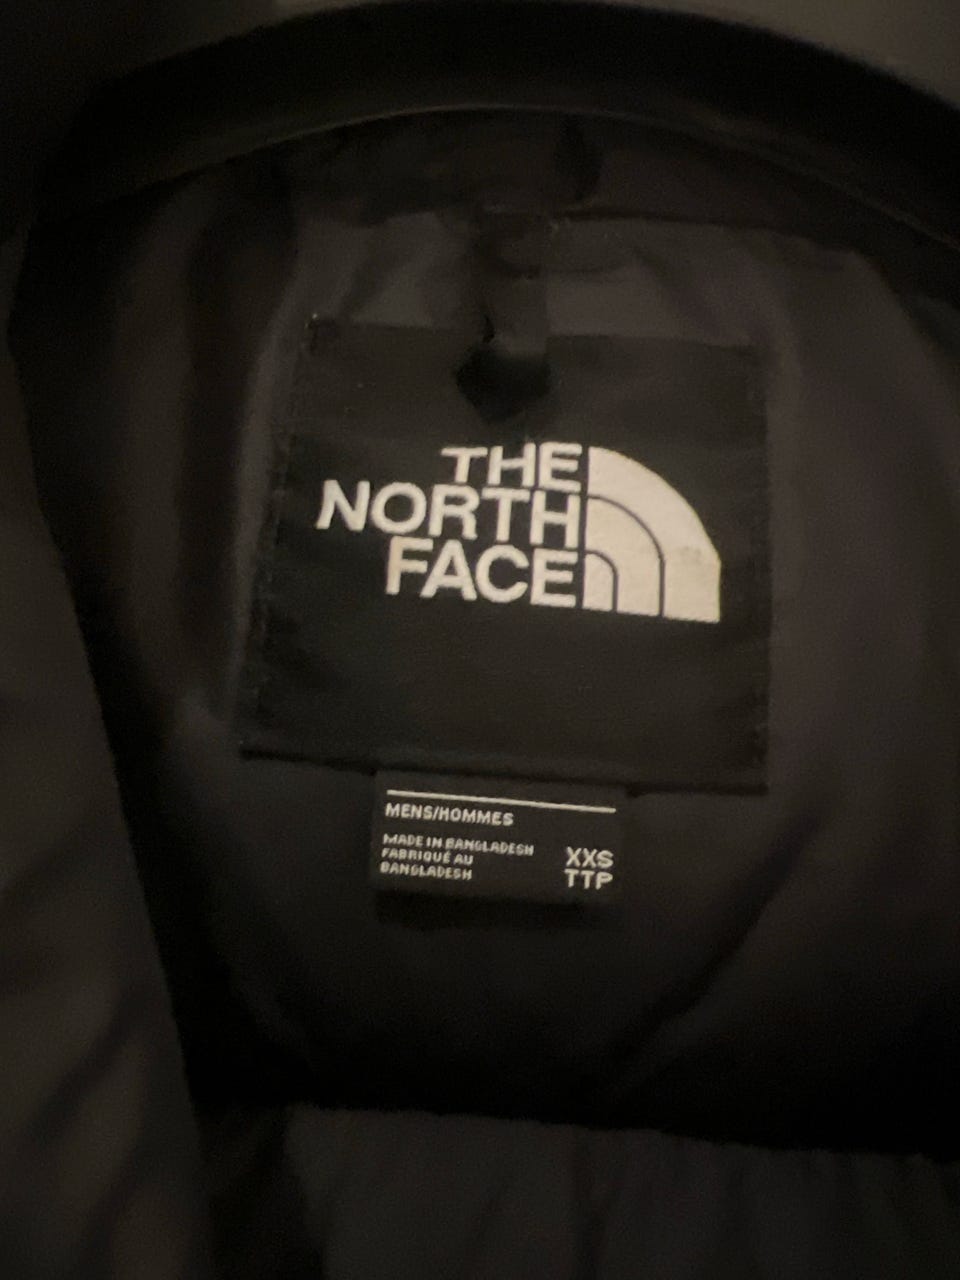 THE
NORTH
FACE
MENS/HOMMES
MADE IN BANGLADESH
FABRIQUÉ AU
BANGLADESH
XXS
TTP